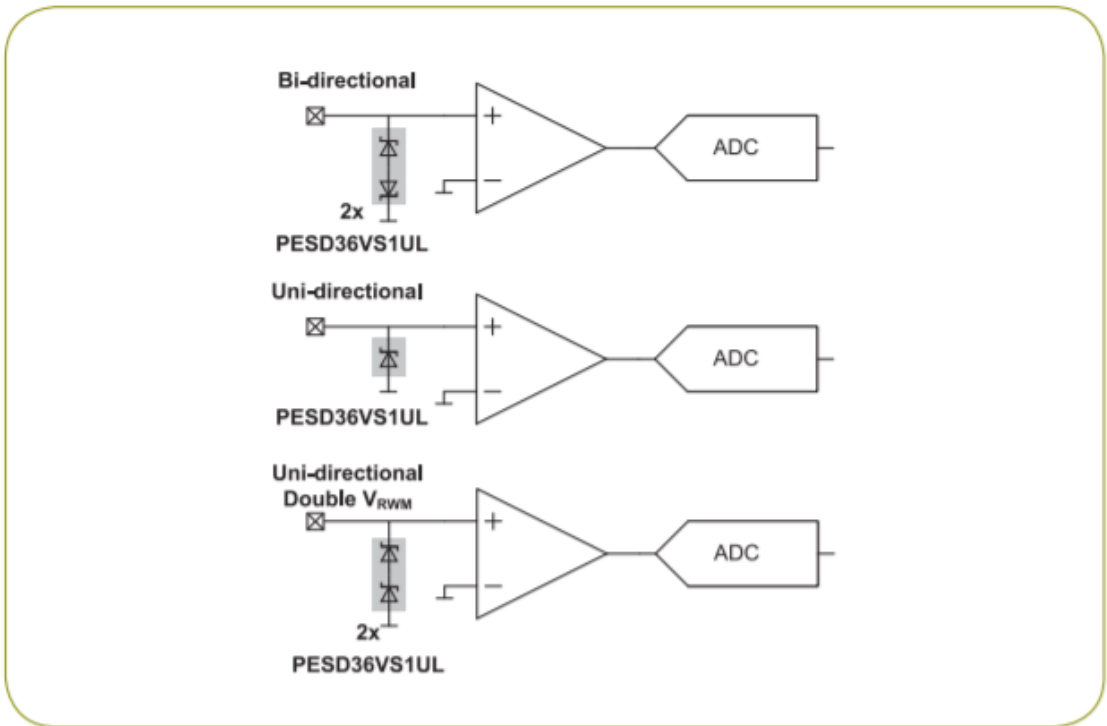 Bi-directional
+
−
ADC
2x
PESD36VS1UL
Uni-directional
+
−
ADC
PESD36VS1UL
Uni-directional
Double VRWM
+
−
ADC
2x
PESD36VS1UL